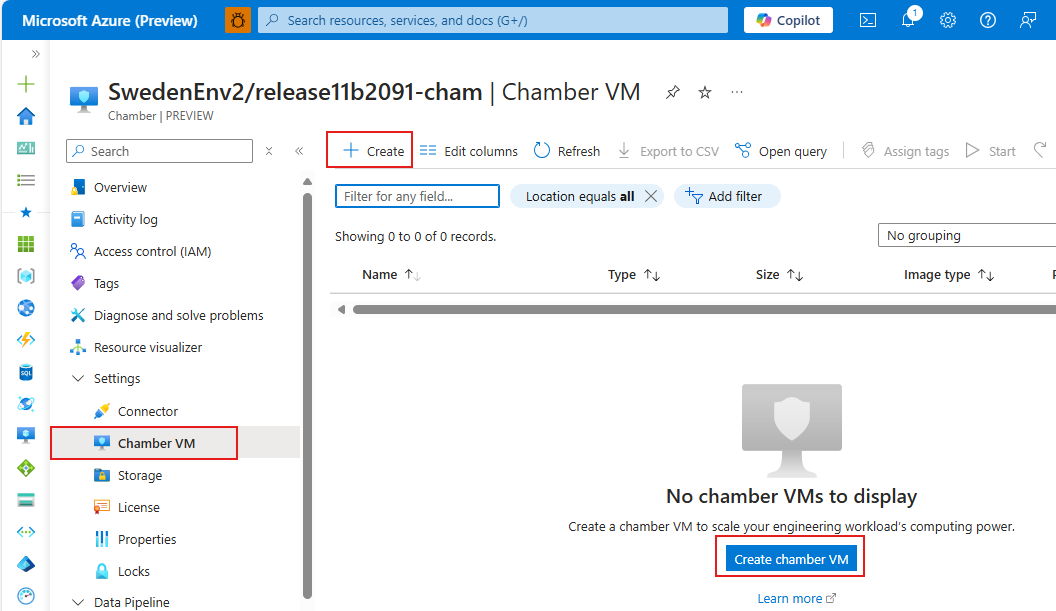 Microsoft Azure (Preview) Search resources, services, and docs (G+/) Copilot 1
SwedenEnv2/release11b2091-cham | Chamber VM ...
Chamber | PREVIEW
Search
Create Edit columns Refresh Export to CSV Open query Assign tags Start
Overview
Activity log
Access control (IAM)
Tags
Diagnose and solve problems
Resource visualizer
Settings
Connector
Chamber VM
Storage
License
Properties
Locks
Data Pipeline
Filter for any field... Location equals all Add filter
Showing 0 to 0 of 0 records.
No grouping
Name Type Size Image type
No chamber VMs to display
Create a chamber VM to scale your engineering workload’s computing power.
Create chamber VM
Learn more
SQL